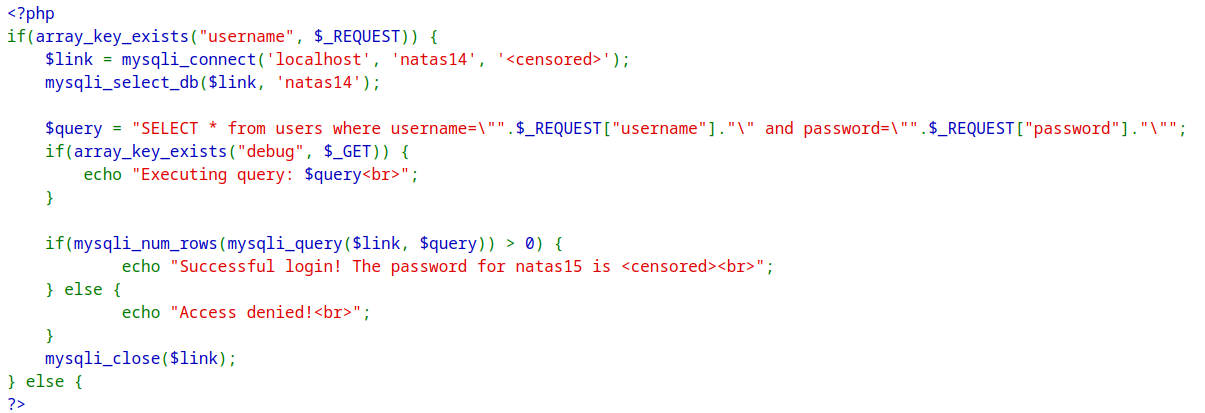 <?php
if(array_key_exists("username", $_REQUEST)) {
    $link = mysqli_connect('localhost', 'natas14', '<censored>');
    mysqli_select_db($link, 'natas14');

    $query = "SELECT * from users where username=\"".$_REQUEST["username"]."\" and password=\"".$_REQUEST["password"]."\"";
    if(array_key_exists("debug", $_GET)) {
        echo "Executing query: $query<br>";
    }

    if(mysqli_num_rows(mysqli_query($link, $query)) > 0) {
            echo "Successful login! The password for natas15 is <censored><br>";
    } else {
            echo "Access denied!<br>";
    }
    mysqli_close($link);
} else {
?>